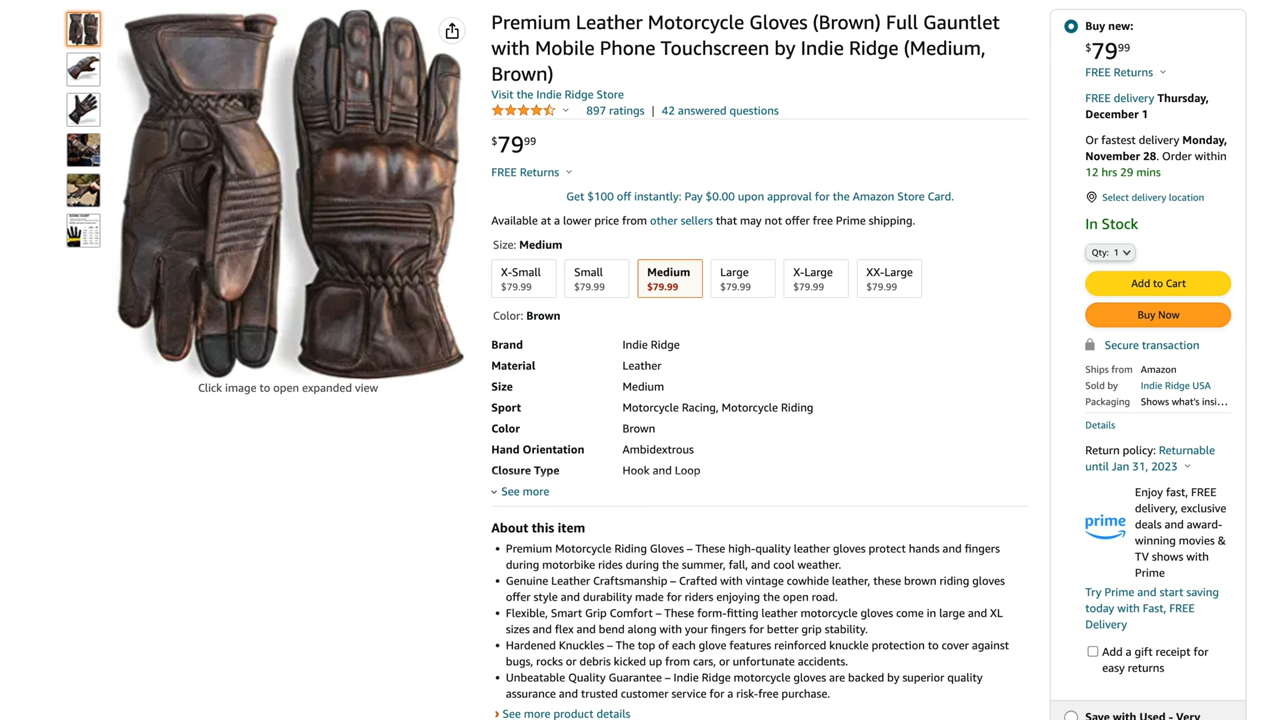 Premium Leather Motorcycle Gloves (Brown) Full Gauntlet
with Mobile Phone Touchscreen by Indie Ridge (Medium,
Brown)
Visit the Indie Ridge Store
897 ratings | 42 answered questions
$7999
FREE Returns
Get $100 off instantly: Pay $0.00 upon approval for the Amazon Store Card.
Available at a lower price from other sellers that may not offer free Prime shipping.
Size: Medium
X-Small Small Medium Large X-Large XX-Large
$79.99 $79.99 $79.99 $79.99 $79.99 $79.99
Color: Brown
Brand Indie Ridge
Material Leather
Size Medium
Sport Motorcycle Racing, Motorcycle Riding
Color Brown
Hand Orientation Ambidextrous
Closure Type Hook and Loop
See more
About this item
• Premium Motorcycle Riding Gloves – These high-quality leather gloves protect hands and fingers
during motorbike rides during the summer, fall, and cool weather.
• Genuine Leather Craftsmanship – Crafted with vintage cowhide leather, these brown riding gloves
offer style and durability made for riders enjoying the open road.
• Flexible, Smart Grip Comfort – These form-fitting leather motorcycle gloves come in large and XL
sizes and flex and bend along with your fingers for better grip stability.
• Hardened Knuckles – The top of each glove features reinforced knuckle protection to cover against
bugs, rocks or debris kicked up from cars, or unfortunate accidents.
• Unbeatable Quality Guarantee – Indie Ridge motorcycle gloves are backed by superior quality
assurance and trusted customer service for a risk-free purchase.
› See more product details
Click image to open expanded view
Buy new:
$7999
FREE Returns
FREE delivery Thursday,
December 1
Or fastest delivery Monday,
November 28. Order within
12 hrs 29 mins
Select delivery location
In Stock
Qty: 1
Add to Cart
Buy Now
Secure transaction
Ships from Amazon
Sold by Indie Ridge USA
Packaging Shows what's insi...
Details
Return policy: Returnable
until Jan 31, 2023
prime
Enjoy fast, FREE
delivery, exclusive
deals and award-
winning movies &
TV shows with
Prime
Try Prime and start saving
today with Fast, FREE
Delivery
Add a gift receipt for
easy returns
Save with Used - Very